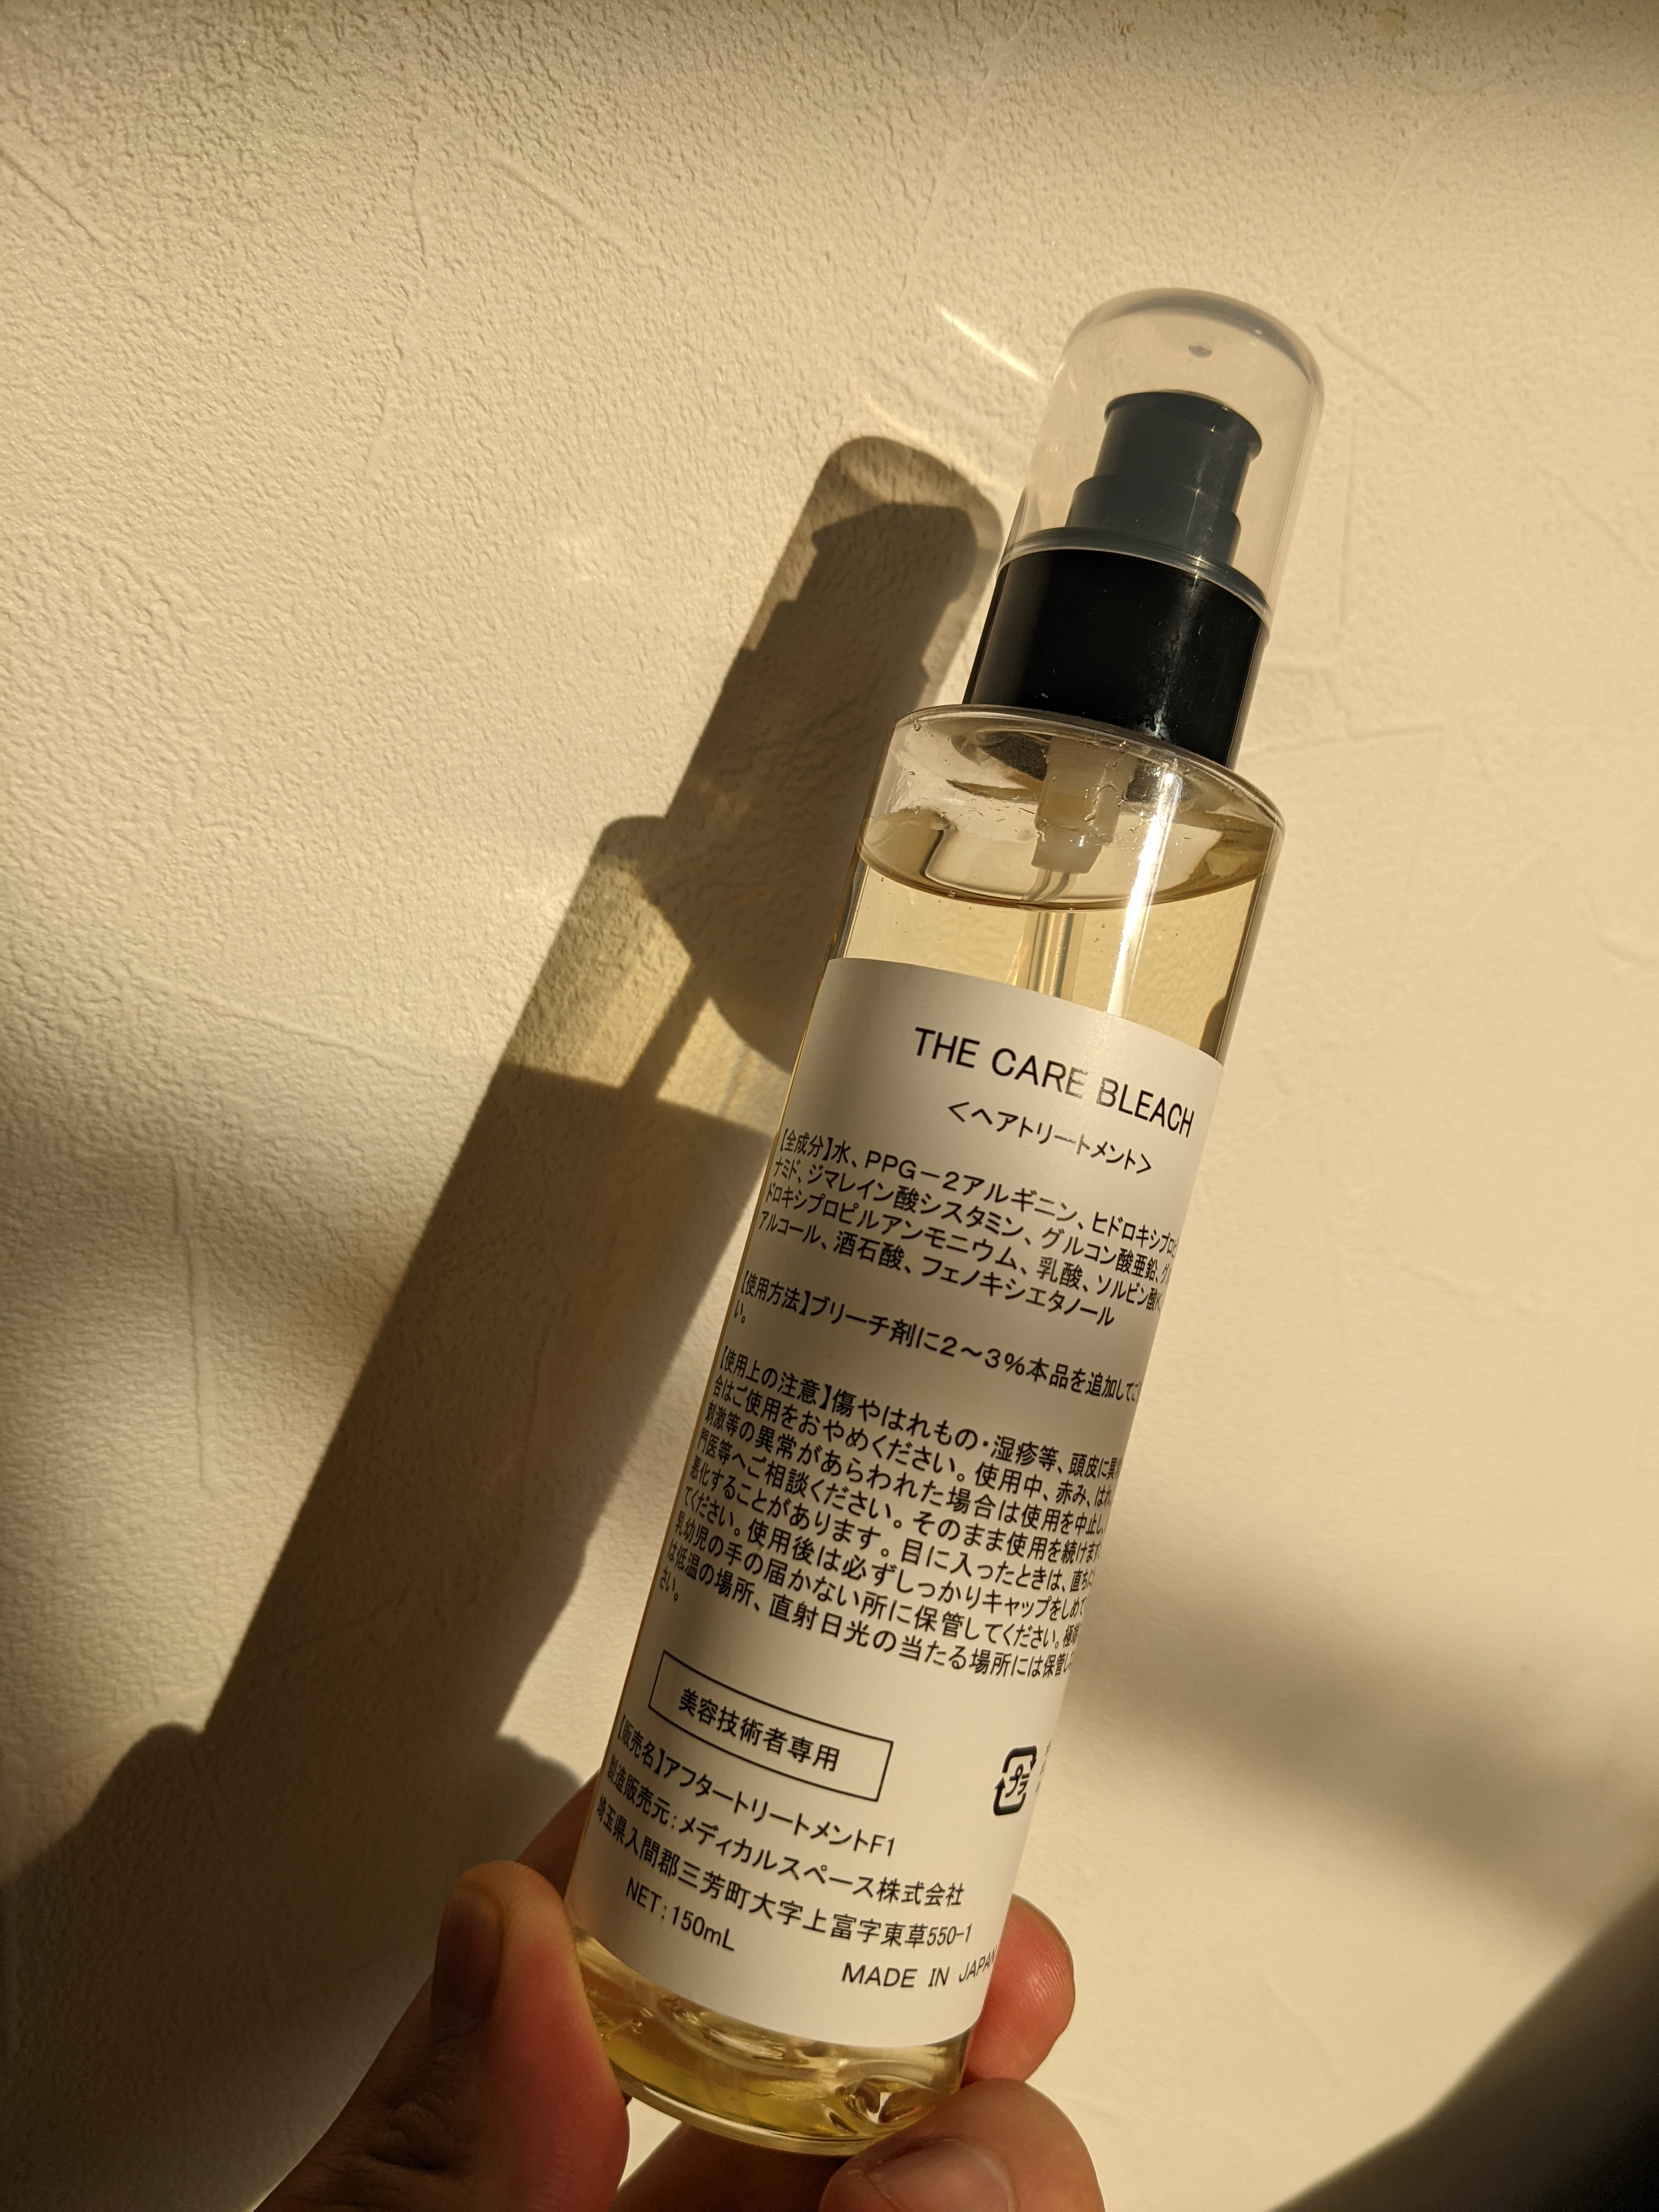 THE CARE BLEACH
<ヘアトリートメント>
【全成分】水、PPG-2アルギニン、ヒドロキシプロ
ナミド、ジマレイン酸シスタミン、グルコン酸亜鉛、グ
ドロキシプロピルアンモニウム、乳酸、ソルビン酸K、
アルコール、酒石酸、フェノキシエタノール
【使用方法】ブリーチ剤に2～3%本品を追加して
い。
【使用上の注意】傷やはれもの・湿疹等、頭皮に異
合はご使用をおやめください。使用中、赤み、はれ、
刺激等の異常があらわれた場合は使用を中止し、
門医等へご相談ください。そのまま使用を続けます
悪化することがあります。目に入ったときは、直ちに
てください。使用後は必ずしっかりキャップをしめて
乳幼児の手の届かない所に保管してください。極端
は低温の場所、直射日光の当たる場所には保管し
さい。
美容技術者専用
【販売名】アフタートリートメントF1
製造販売元:メディカルスペース株式会社
埼玉県入間郡三芳町大字上富字東草550-1
NET:150mL
プラ
MADE IN JAPAN